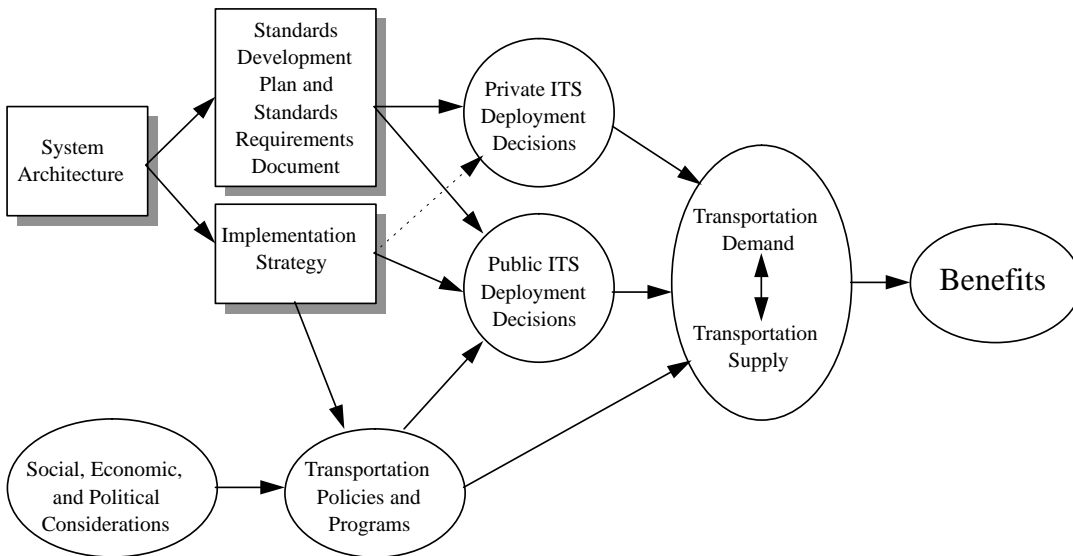 System
Architecture
Standards
Development
Plan and
Standards
Requirements
Document
Implementation
Strategy
Private ITS
Deployment
Decisions
Public ITS
Deployment
Decisions
Transportation
Demand
Transportation
Supply
Benefits
Social, Economic,
and Political
Considerations
Transportation
Policies and
Programs